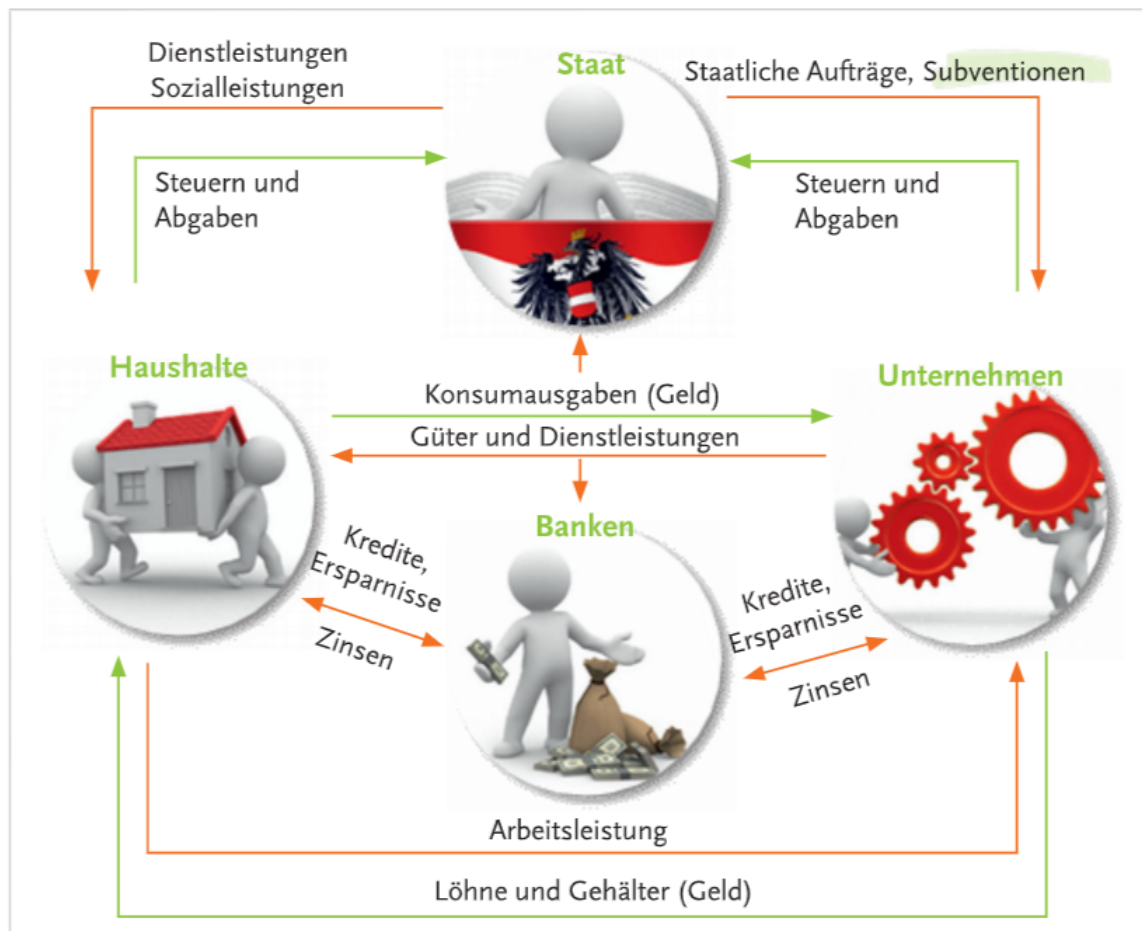 Dienstleistungen
Sozialleistungen
Staat
Staatliche Aufträge, Subventionen
Steuern und
Abgaben
Steuern und
Abgaben
Haushalte
Unternehmen
Konsumausgaben (Geld)
Güter und Dienstleistungen
Banken
Kredite,
Ersparnisse
Zinsen
Kredite,
Ersparnisse
Zinsen
Arbeitsleistung
Löhne und Gehälter (Geld)